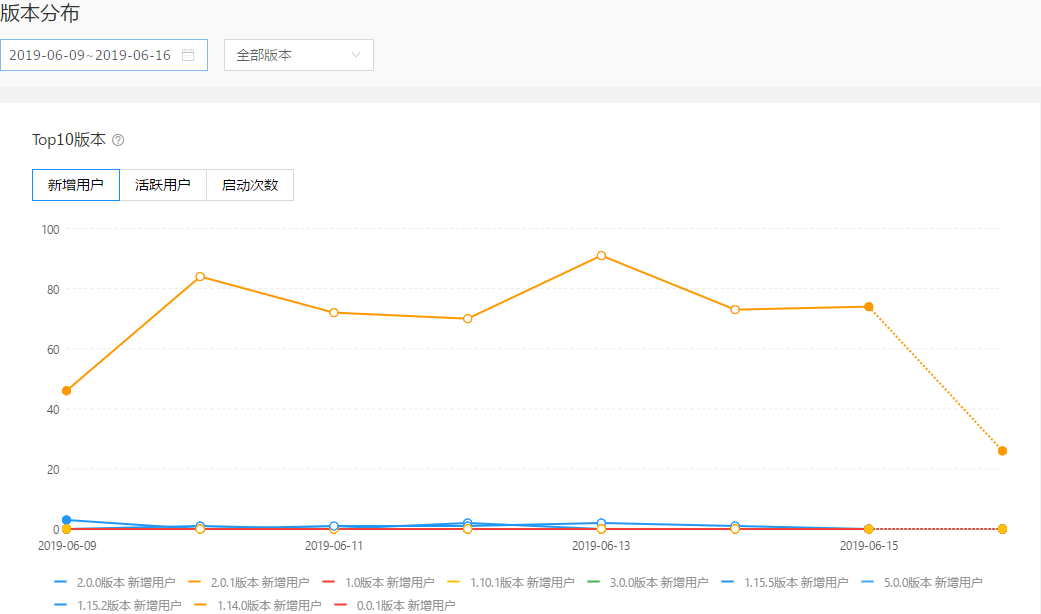 版本分布
2019-06-09~2019-06-16 全部版本
Top10版本 ?
新增用户 活跃用户 启动次数
100
80
60
40
20
0
2019-06-09 2019-06-11 2019-06-13 2019-06-15
2.0.0版本 新增用户 2.0.1版本 新增用户 1.0版本 新增用户 1.10.1版本 新增用户 3.0.0版本 新增用户 1.15.5版本 新增用户 5.0.0版本 新增用户
1.15.2版本 新增用户 1.14.0版本 新增用户 0.0.1版本 新增用户